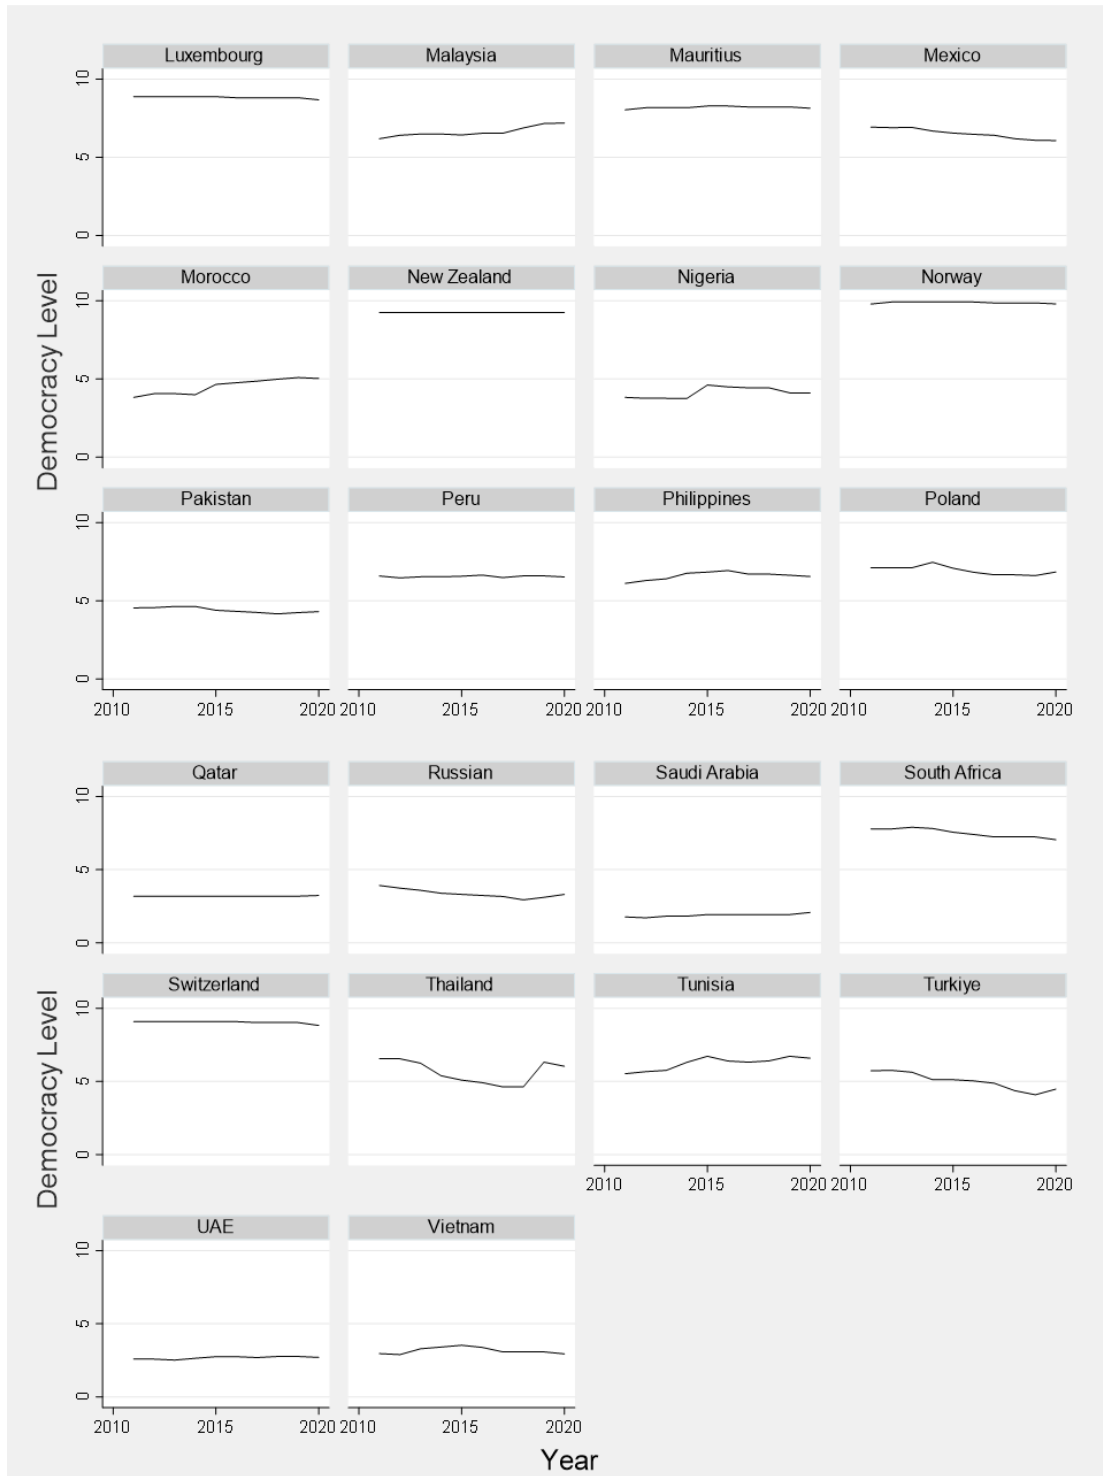 Luxembourg Malaysia Mauritius Mexico
10
5
0
Morocco New Zealand Nigeria Norway
10
5
0
Democracy Level
Pakistan Peru Philippines Poland
10
5
0
2010 2015 2020 2010 2015 2020 2010 2015 2020 2010 2015 2020
Qatar Russian Saudi Arabia South Africa
10
5
0
Switzerland Thailand Tunisia Turkiye
10
5
0
Democracy Level
2010 2015 2020 2010 2015 2020
UAE Vietnam
10
5
0
2010 2015 2020 2010 2015 2020
Year